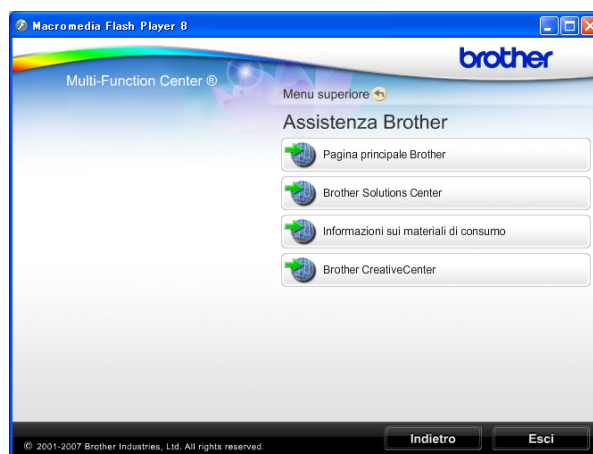 Macromedia Flash Player 8
brother
Multi-Function Center ®
Menu superiore
Assistenza Brother
Pagina principale Brother
Brother Solutions Center
Informazioni sui materiali di consumo
Brother CreativeCenter
Indietro
Esci
© 2001-2007 Brother Industries, Ltd. All rights reserved.